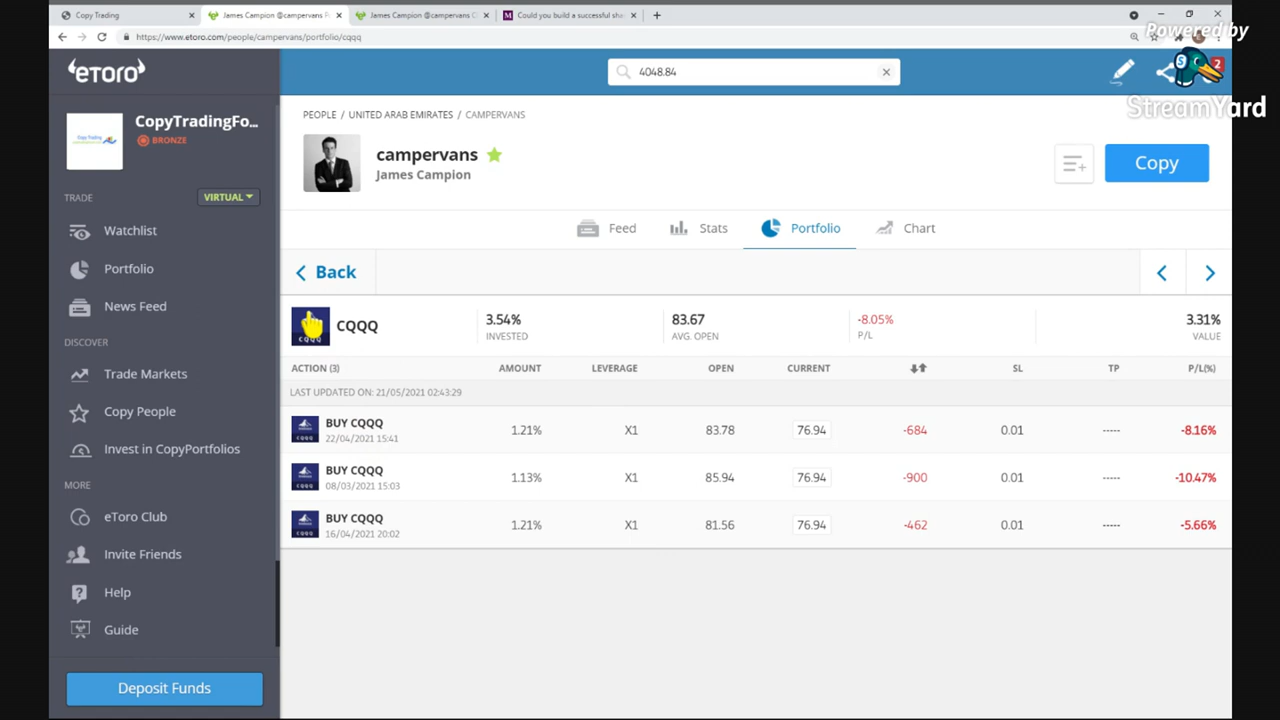 Copy Trading
James Campion @campervans P
James Campion @campervans C
Could you build a successful sha
https://www.etoro.com/people/campervans/portfolio/cqqq
Powered by
StreamYard
eToro
4048.84
2
CopyTradingFo...
BRONZE
TRADE
VIRTUAL
Watchlist
Portfolio
News Feed
DISCOVER
Trade Markets
Copy People
Invest in CopyPortfolios
MORE
eToro Club
Invite Friends
Help
Guide
Deposit Funds
PEOPLE / UNITED ARAB EMIRATES / CAMPERVANS
campervans
James Campion
Copy
Feed
Stats
Portfolio
Chart
Back
CQQQ
CQQQ
3.54%
INVESTED
83.67
AVG. OPEN
-8.05%
P/L
3.31%
VALUE
ACTION (3) AMOUNT LEVERAGE OPEN CURRENT SL TP P/L(%)
LAST UPDATED ON: 21/05/2021 02:43:29
CQQQ
BUY CQQQ
22/04/2021 15:41
1.21% X1 83.78 76.94 -684 0.01 ----- -8.16%
CQQQ
BUY CQQQ
08/03/2021 15:03
1.13% X1 85.94 76.94 -900 0.01 ----- -10.47%
CQQQ
BUY CQQQ
16/04/2021 20:02
1.21% X1 81.56 76.94 -462 0.01 ----- -5.66%